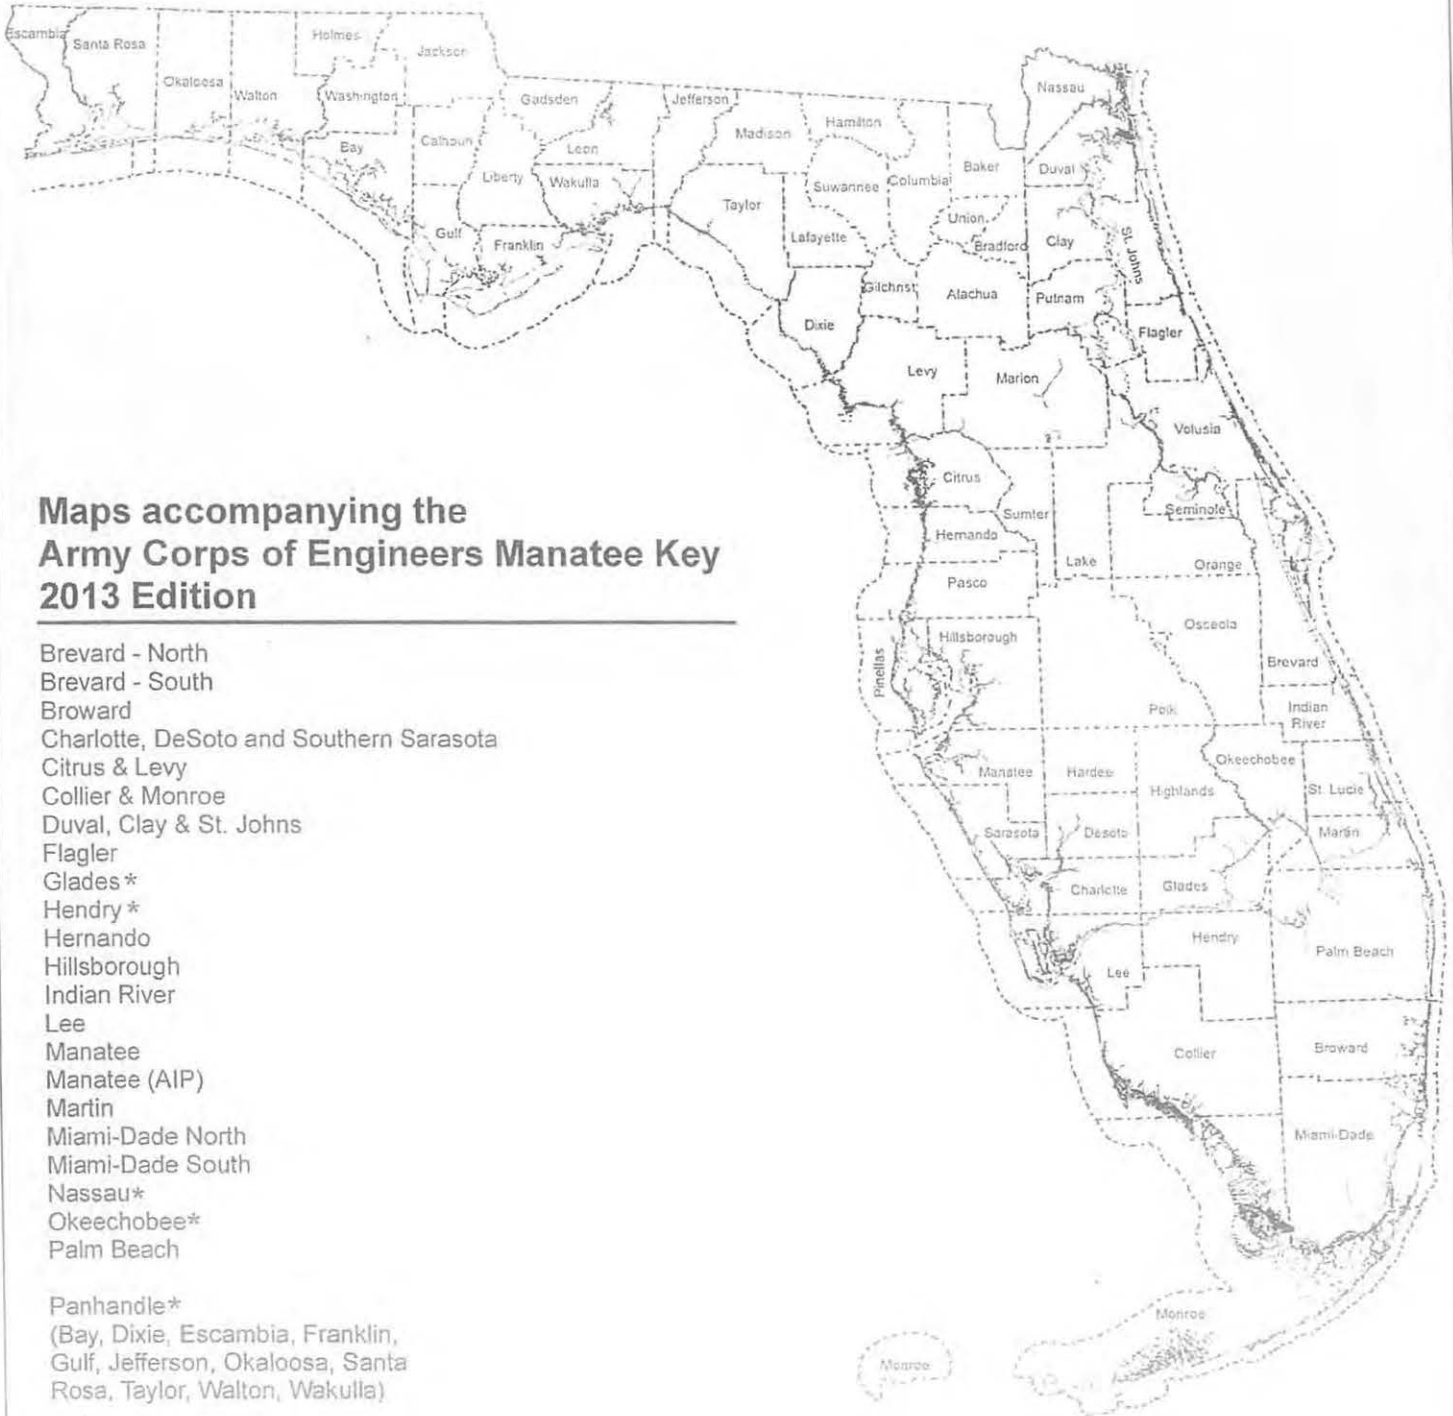 Escambia
Santa Rosa
Okaloosa
Walton
Holmes
Jackson
Washington
Bay
Calhoun
Gulf
Liberty
Gadsden
Leon
Wakulla
Franklin
Jefferson
Madison
Hamilton
Taylor
Lafayette
Suwannee
Columbia
Baker
Nassau
Duval
Union
Bradford
Clay
St. Johns
Gilchrist
Alachua
Putnam
Dixie
Flagler
Levy
Marion
Volusia
Citrus
Sumter
Seminole
Hernando
Lake
Orange
Pasco
Osceola
Hillsborough
Pinellas
Brevard
Polk
Indian
River
Okeechobee
Manatee
Hardee
Highlands
St. Lucie
Sarasota
Desoto
Martin
Charlotte
Glades
Hendry
Palm Beach
Lee
Collier
Broward
Miami-Dade
Monroe
Monroe
Maps accompanying the
Army Corps of Engineers Manatee Key
2013 Edition
Brevard - North
Brevard - South
Broward
Charlotte, DeSoto and Southern Sarasota
Citrus & Levy
Collier & Monroe
Duval, Clay & St. Johns
Flagler
Glades*
Hendry*
Hernando
Hillsborough
Indian River
Lee
Manatee
Manatee (AIP)
Martin
Miami-Dade North
Miami-Dade South
Nassau*
Okeechobee*
Palm Beach
Panhandle*
(Bay, Dixie, Escambia, Franklin,
Gulf, Jefferson, Okaloosa, Santa
Rosa, Taylor, Walton, Wakulla)